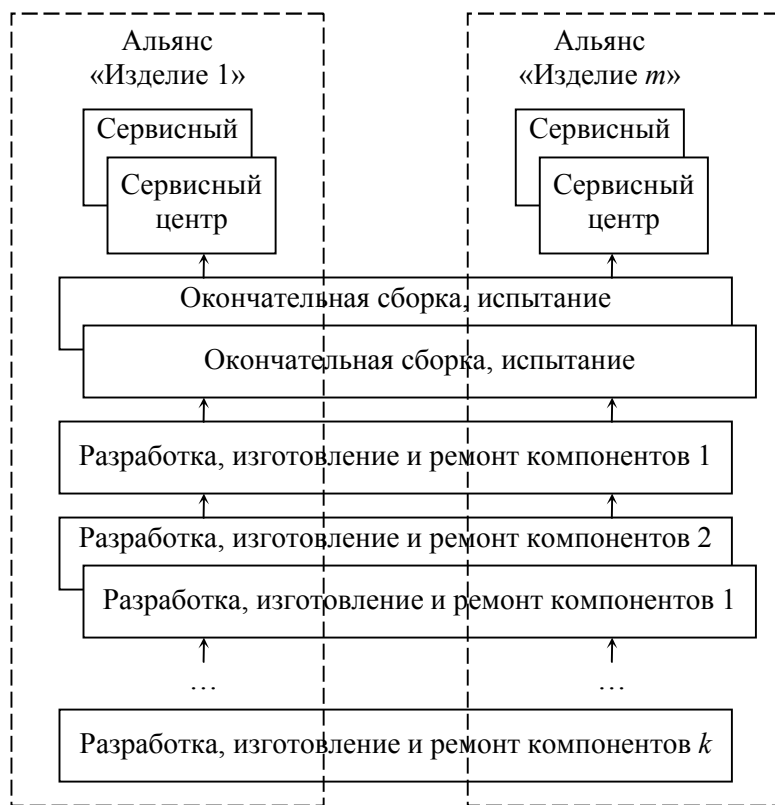 Альянс
«Изделие 1»
Альянс
«Изделие m»
Сервисный
Сервисный
центр
Сервисный
Сервисный
центр
Окончательная сборка, испытание
Окончательная сборка, испытание
Разработка, изготовление и ремонт компонентов 1
Разработка, изготовление и ремонт компонентов 2
Разработка, изготовление и ремонт компонентов 1
… …
Разработка, изготовление и ремонт компонентов k